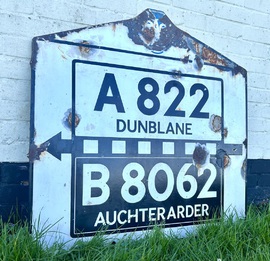 A 822
DUNBLANE
B 8062
AUCHTERARDER